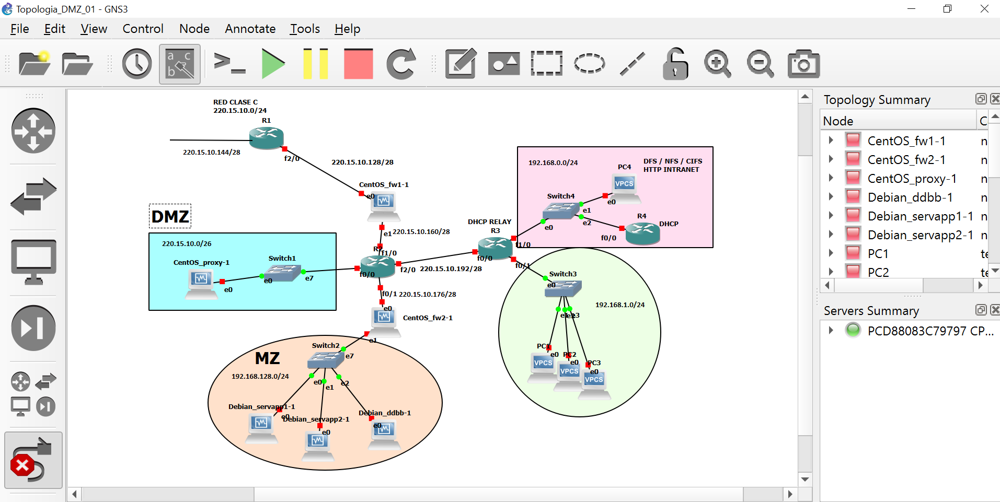 Topologia_DMZ_01 - GNS3
File Edit View Control Node Annotate Tools Help
a c
b
RED CLASE C
220.15.10.0/24
R1
220.15.10.144/28
f2/0
220.15.10.128/28
CentOS_fw1-1
e0
e1
220.15.10.160/28
DMZ
220.15.10.0/26
CentOS_proxy-1
e0
Switch1
e0
e7
R2
f1/0
f0/0
f2/0
220.15.10.192/28
f0/1
220.15.10.176/28
e0
CentOS_fw2-1
e1
DHCP RELAY
R3
f0/0
f1/0
f0/1
192.168.0.0/24
PC4
DFS / NFS / CIFS
HTTP INTRANET
VPCS
e0
Switch4
e1
e2
e0
R4
DHCP
f0/0
Switch3
e0
192.168.1.0/24
e1
e2
e3
PC1
e0
PC2
e0
PC3
e0
VPCS
VPCS
VPCS
Switch2
e7
MZ
192.168.128.0/24
e0
e1
e2
Debian_servapp1-1
e0
Debian_servapp2-1
e0
Debian_ddbb-1
e0
Topology Summary
Node C
CentOS_fw1-1 n
CentOS_fw2-1 n
CentOS_proxy-1 n
Debian_ddbb-1 n
Debian_servapp1-1 n
Debian_servapp2-1 n
PC1 te
PC2 te
Servers Summary
PCD88083C79797 CP...